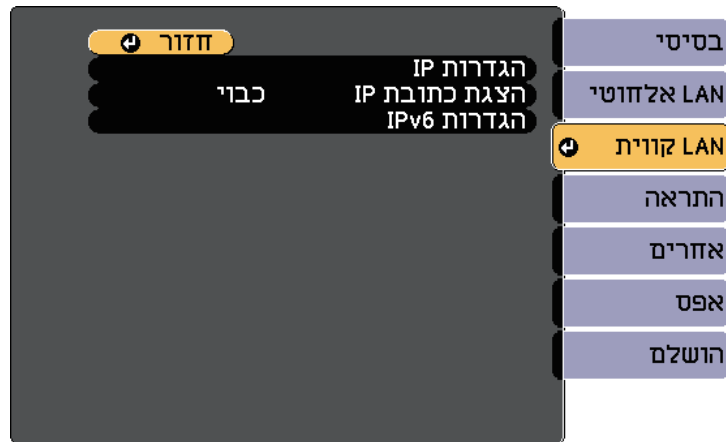 בסיסי
LAN אלחוטי
LAN קווית
התראה
אחרים
אפס
הושלם
חזור
הגדרות IP
הצגת כתובת IP כבוי
הגדרות IPv6